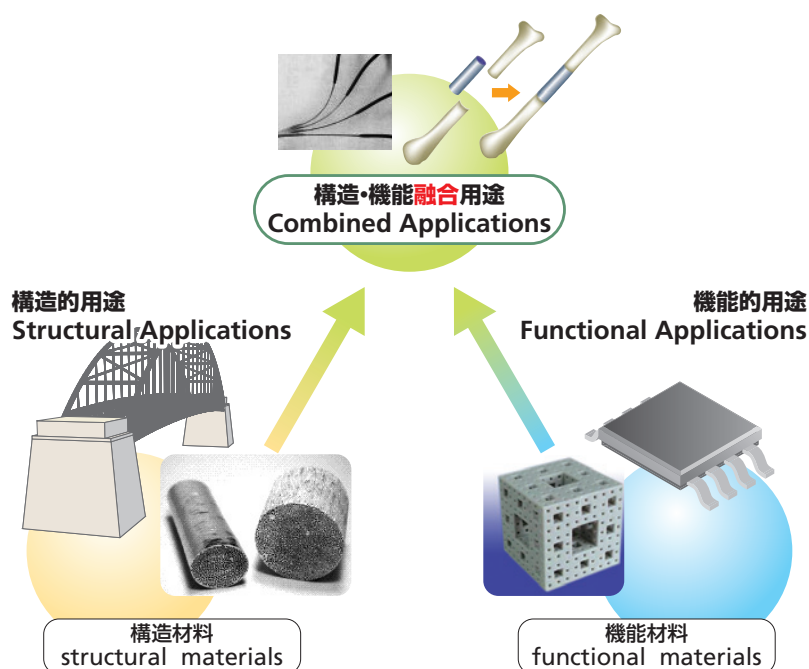 構造・機能融合用途
Combined Applications
構造的用途
Structural Applications
機能的用途
Functional Applications
構造材料
structural materials
機能材料
functional materials